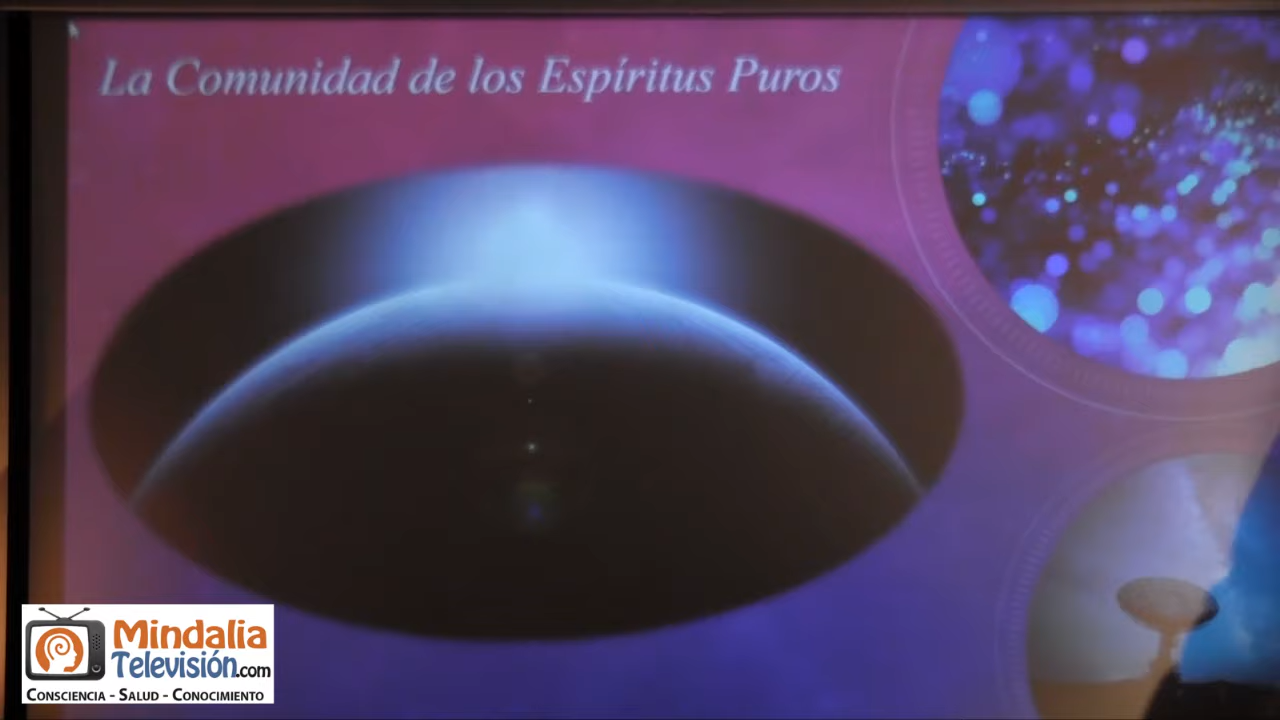 La Comunidad de los Espíritus Puros
Mindalia
Televisión.com
CONSCIENCIA - SALUD - CONOCIMIENTO